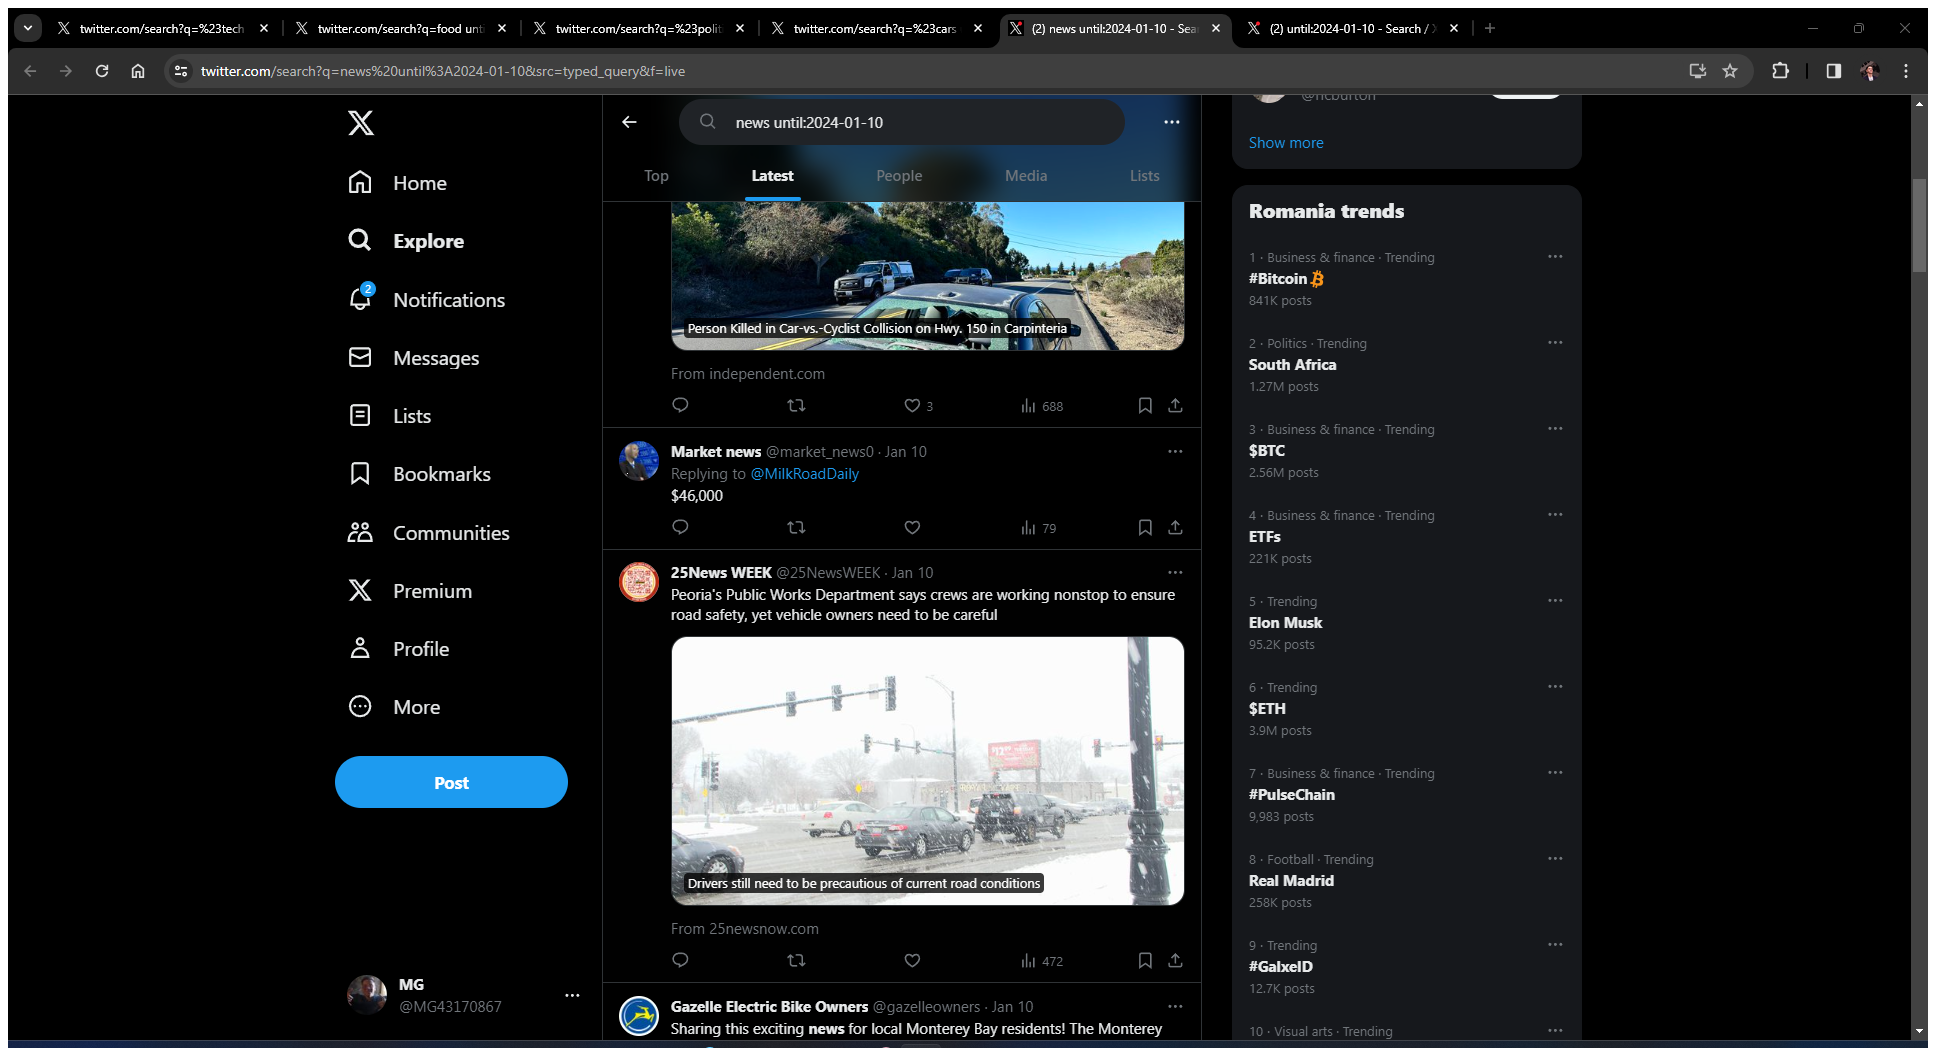 twitter.com/search?q=%23tech
twitter.com/search?q=food unti
twitter.com/search?q=%23polit
twitter.com/search?q=%23cars
(2) news until:2024-01-10 - Sea
(2) until:2024-01-10 - Search / X
twitter.com/search?q=news%20until%3A2024-01-10&src=typed_query&f=live
Home
Explore
2
Notifications
Messages
Lists
Bookmarks
Communities
Premium
Profile
More
Post
MG
@MG43170867
news until:2024-01-10
Top
Latest
People
Media
Lists
Person Killed in Car-vs.-Cyclist Collision on Hwy. 150 in Carpinteria
From independent.com
3
688
Market news @market_news0 · Jan 10
Replying to @MilkRoadDaily
$46,000
79
25News WEEK @25NewsWEEK · Jan 10
Peoria's Public Works Department says crews are working nonstop to ensure
road safety, yet vehicle owners need to be careful
Drivers still need to be precautious of current road conditions
From 25newsnow.com
472
Gazelle Electric Bike Owners @gazelleowners · Jan 10
Sharing this exciting news for local Monterey Bay residents! The Monterey
Show more
Romania trends
1 · Business & finance · Trending
#Bitcoin
841K posts
2 · Politics · Trending
South Africa
1.27M posts
3 · Business & finance · Trending
$BTC
2.56M posts
4 · Business & finance · Trending
ETFs
221K posts
5 · Trending
Elon Musk
95.2K posts
6 · Trending
$ETH
3.9M posts
7 · Business & finance · Trending
#PulseChain
9,983 posts
8 · Football · Trending
Real Madrid
258K posts
9 · Trending
#GalxeID
12.7K posts
10 · Visual arts · Trending